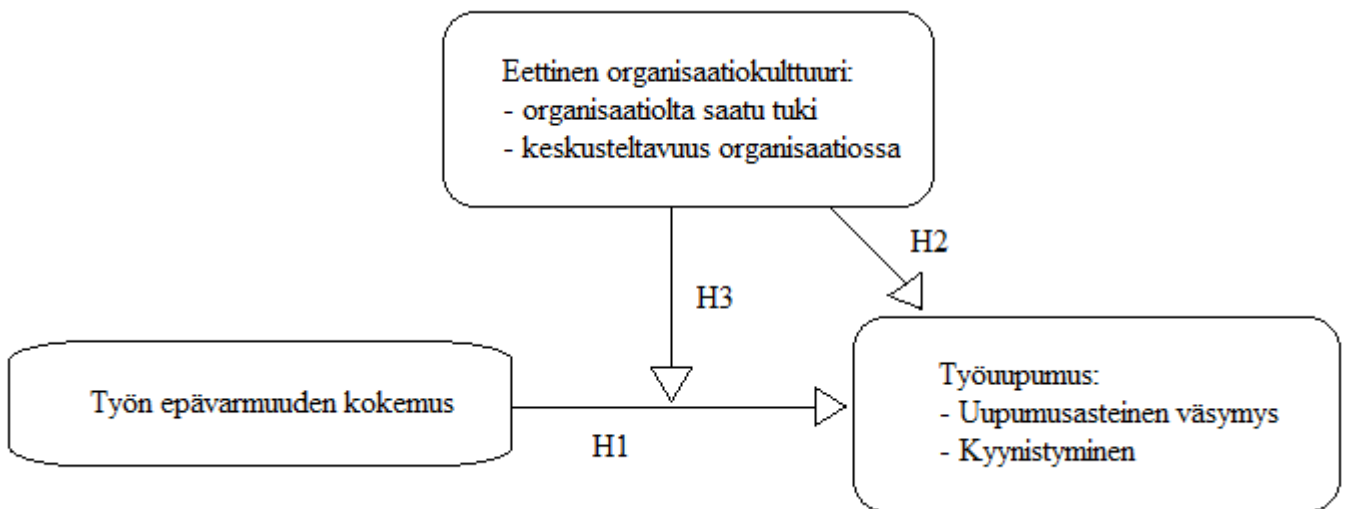 Eettinen organisaatiokulttuuri:
- organisaatiolta saatu tuki
- keskusteltavuus organisaatiossa
H2
H3
Työn epävarmuuden kokemus
H1
Työuupumus:
- Uupumusasteinen väsymys
- Kyynistyminen